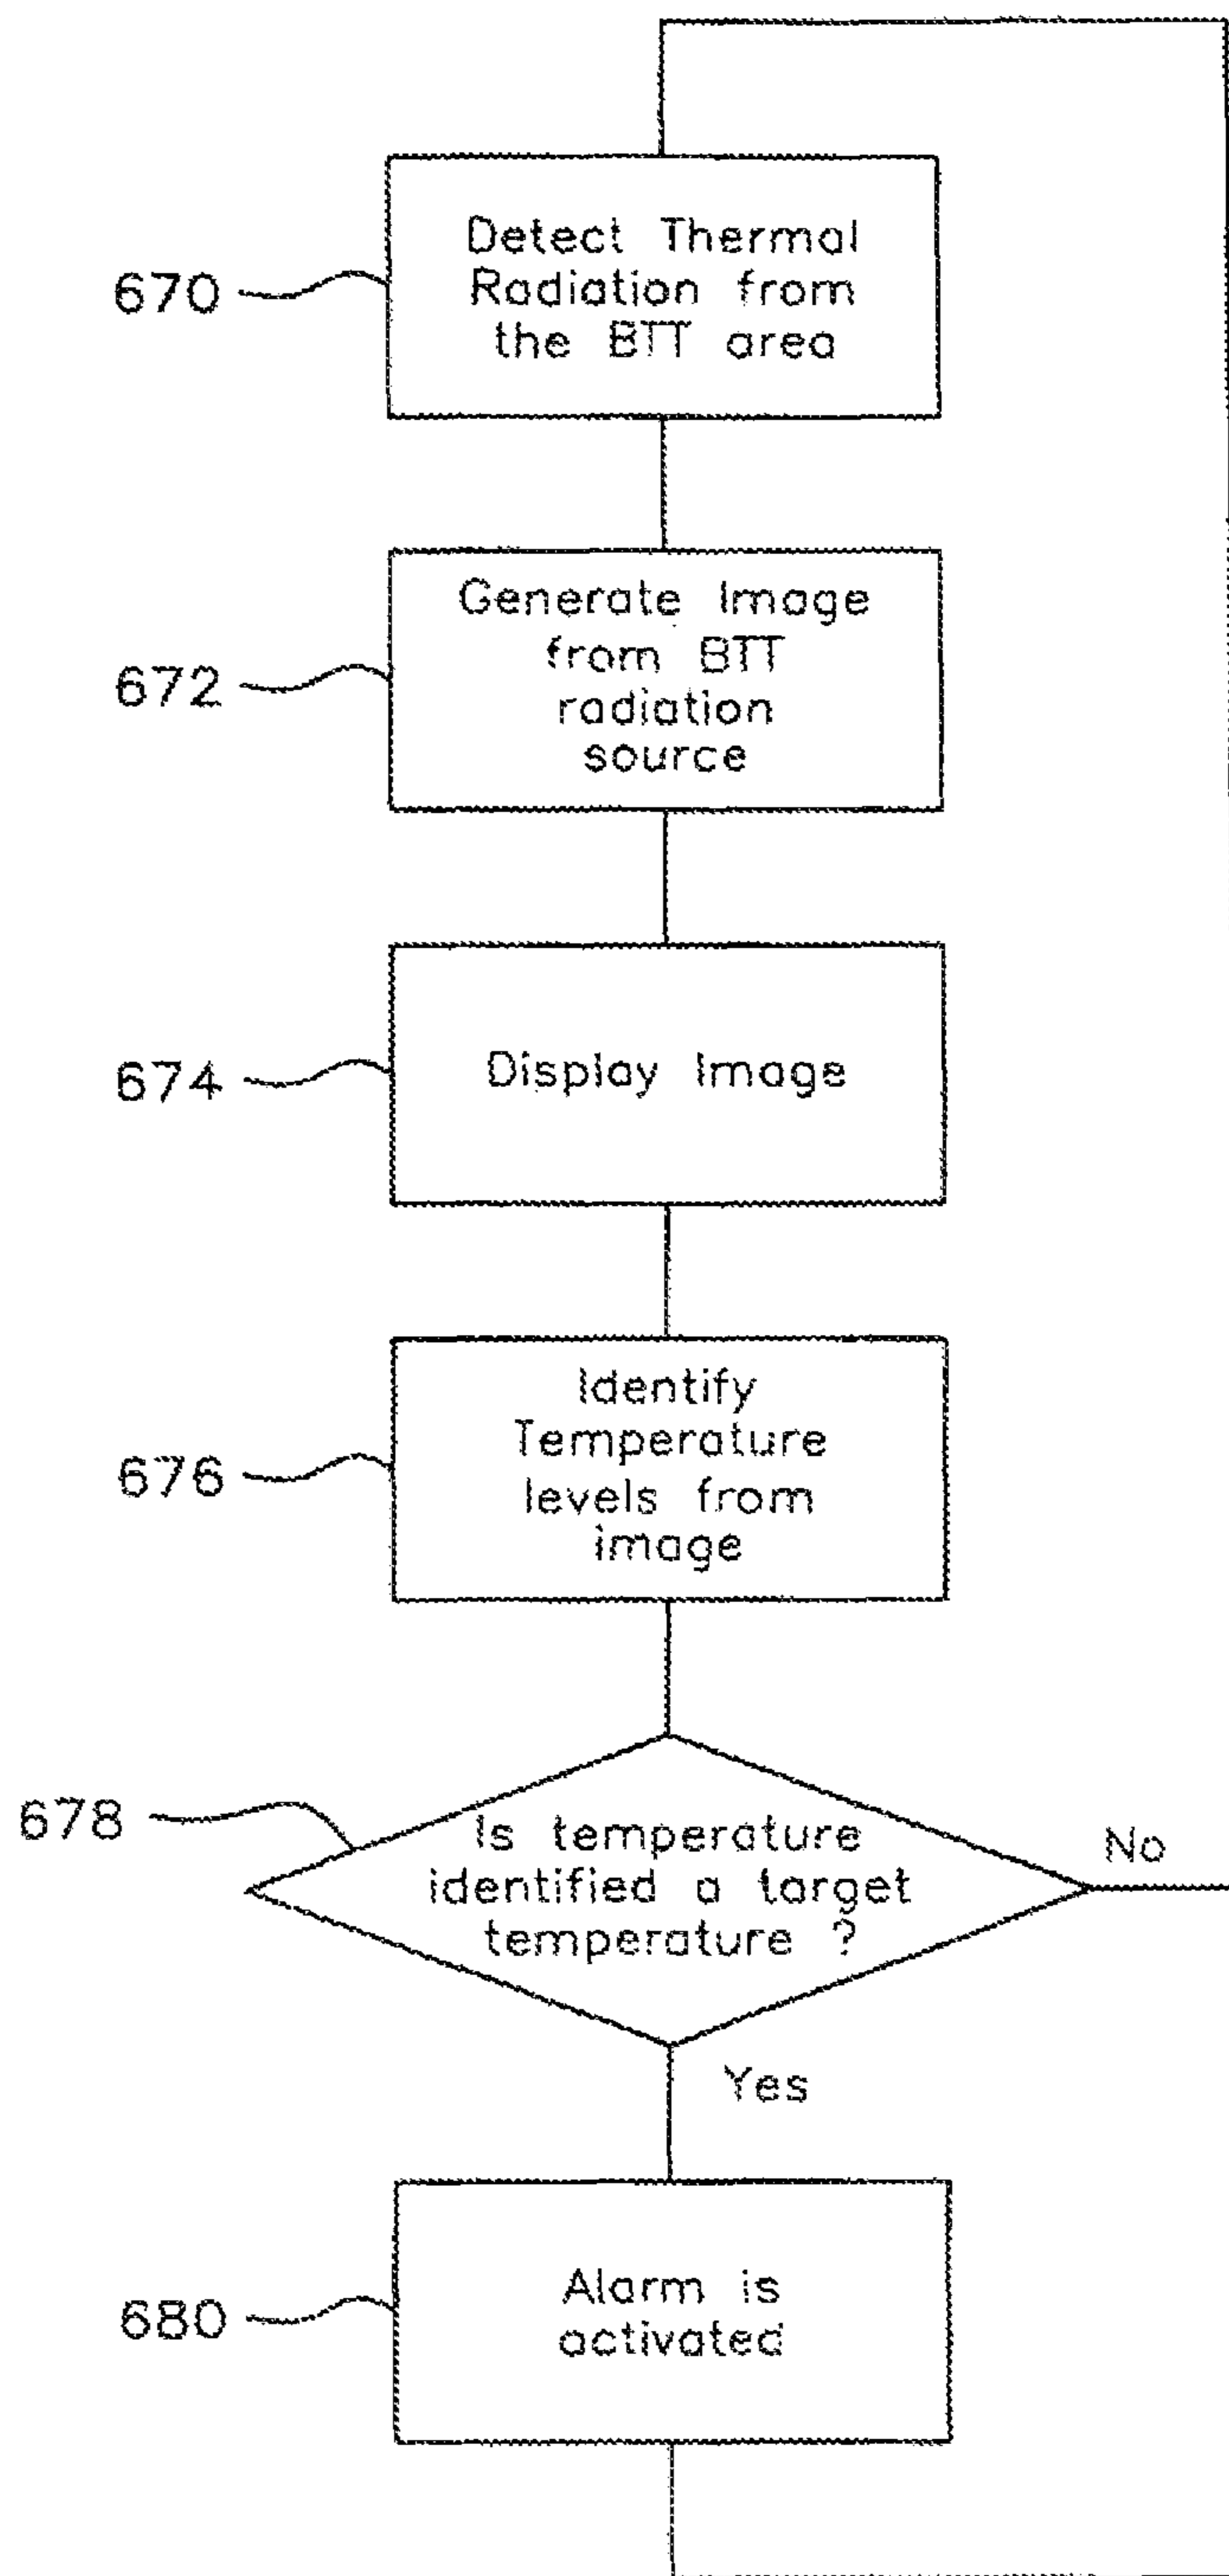 670
Detect Thermal
Radiation from
the BTT area
672
Generate Image
from BTT
radiation
source
674
Display Image
676
Identify
Temperature
levels from
image
678
Is temperature
identified a target
temperature ?
No
Yes
680
Alarm is
activated